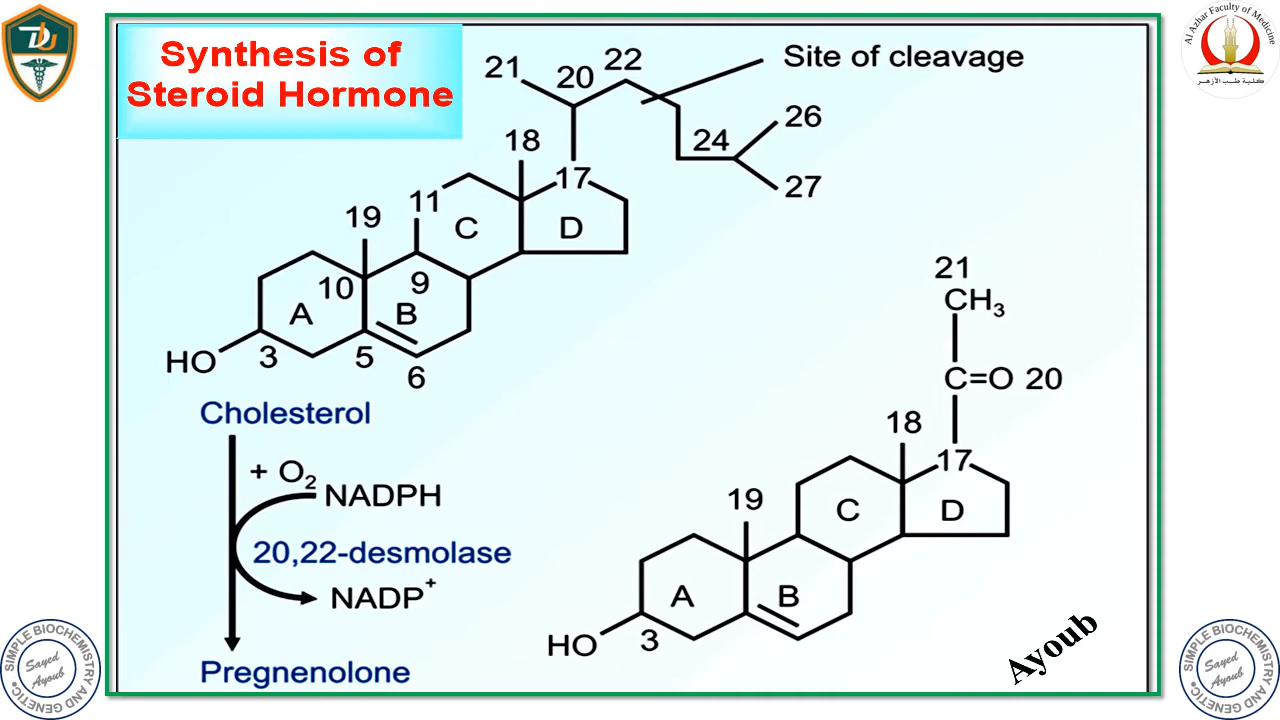 Synthesis of
Steroid Hormone
Al Azhar Faculty of Medicine
كلية طب الأزهر
Site of cleavage
21
20
22
18
24
26
27
17
11
19
C
D
10
9
A
B
HO
3
5
6
Cholesterol
+ O2
NADPH
20,22-desmolase
NADP+
Pregnenolone
21
CH3
C=O 20
18
17
19
C
D
A
B
HO
3
Ayoub
SIMPLE BIOCHEMISTRY AND GENETIC
Sayed
Ayoub
SIMPLE BIOCHEMISTRY AND GENETIC
Sayed
Ayoub